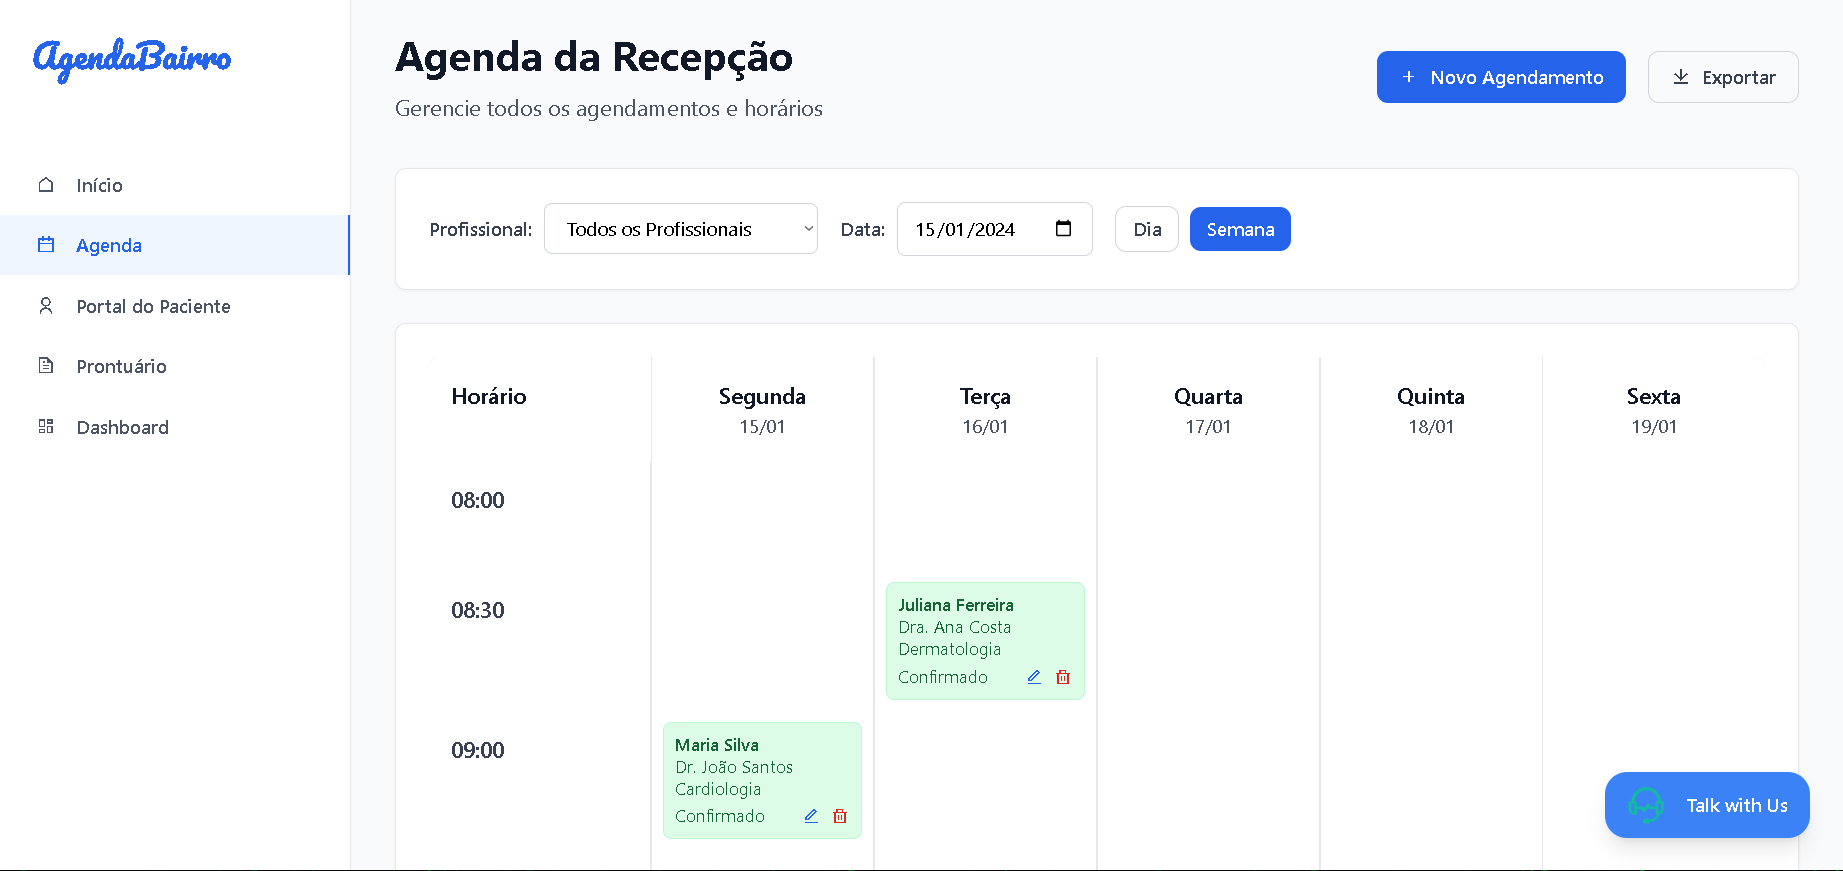 AgendaBairro
Início
Agenda
Portal do Paciente
Prontuário
Dashboard
Agenda da Recepção
Gerencie todos os agendamentos e horários
+ Novo Agendamento
Exportar
Profissional:
Todos os Profissionais
Data:
15/01/2024
Dia
Semana
Horário
Segunda
15/01
Terça
16/01
Quarta
17/01
Quinta
18/01
Sexta
19/01
08:00
08:30
Juliana Ferreira
Dra. Ana Costa
Dermatologia
Confirmado
09:00
Maria Silva
Dr. João Santos
Cardiologia
Confirmado
Talk with Us